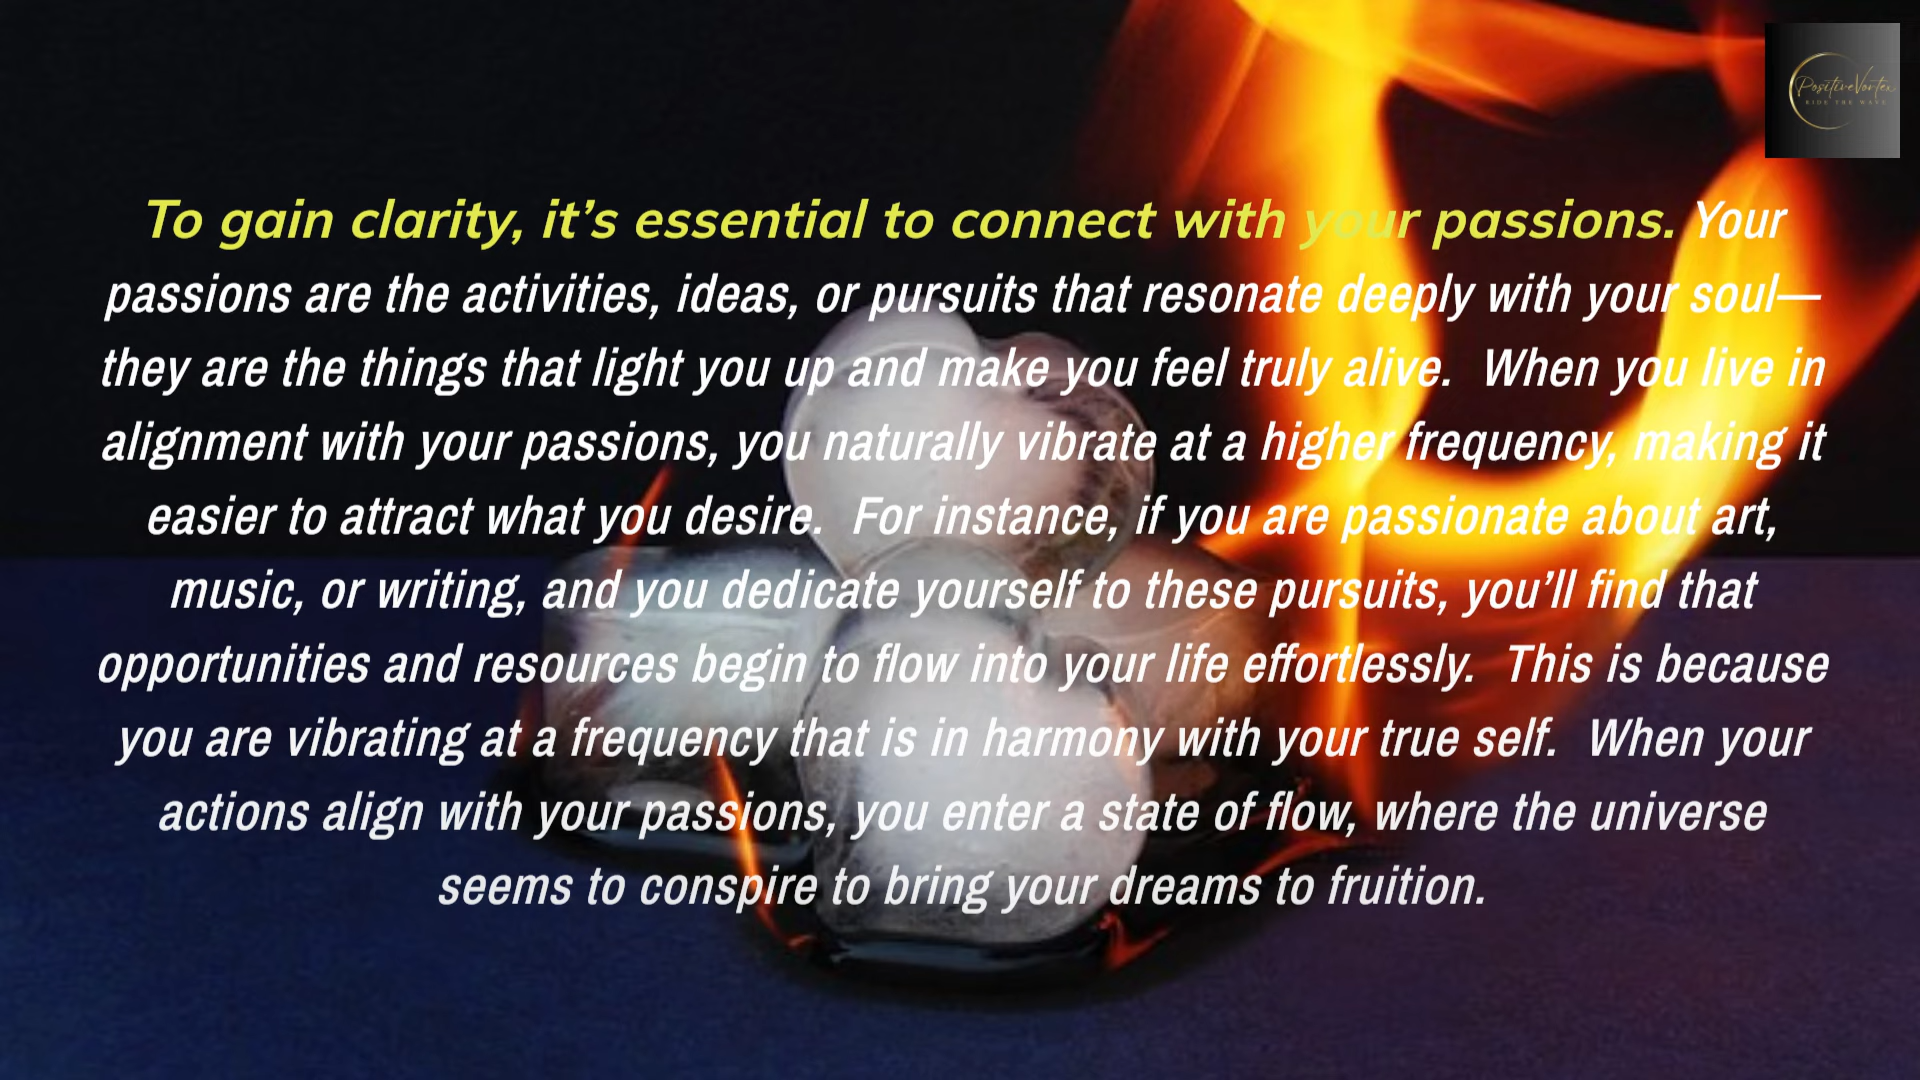 PositiveVortex
RIDE THE WAVE
To gain clarity, it’s essential to connect with your passions. Your
passions are the activities, ideas, or pursuits that resonate deeply with your soul—
they are the things that light you up and make you feel truly alive.  When you live in
alignment with your passions, you naturally vibrate at a higher frequency, making it
easier to attract what you desire.  For instance, if you are passionate about art,
music, or writing, and you dedicate yourself to these pursuits, you’ll find that
opportunities and resources begin to flow into your life effortlessly.  This is because
you are vibrating at a frequency that is in harmony with your true self.  When your
actions align with your passions, you enter a state of flow, where the universe
seems to conspire to bring your dreams to fruition.